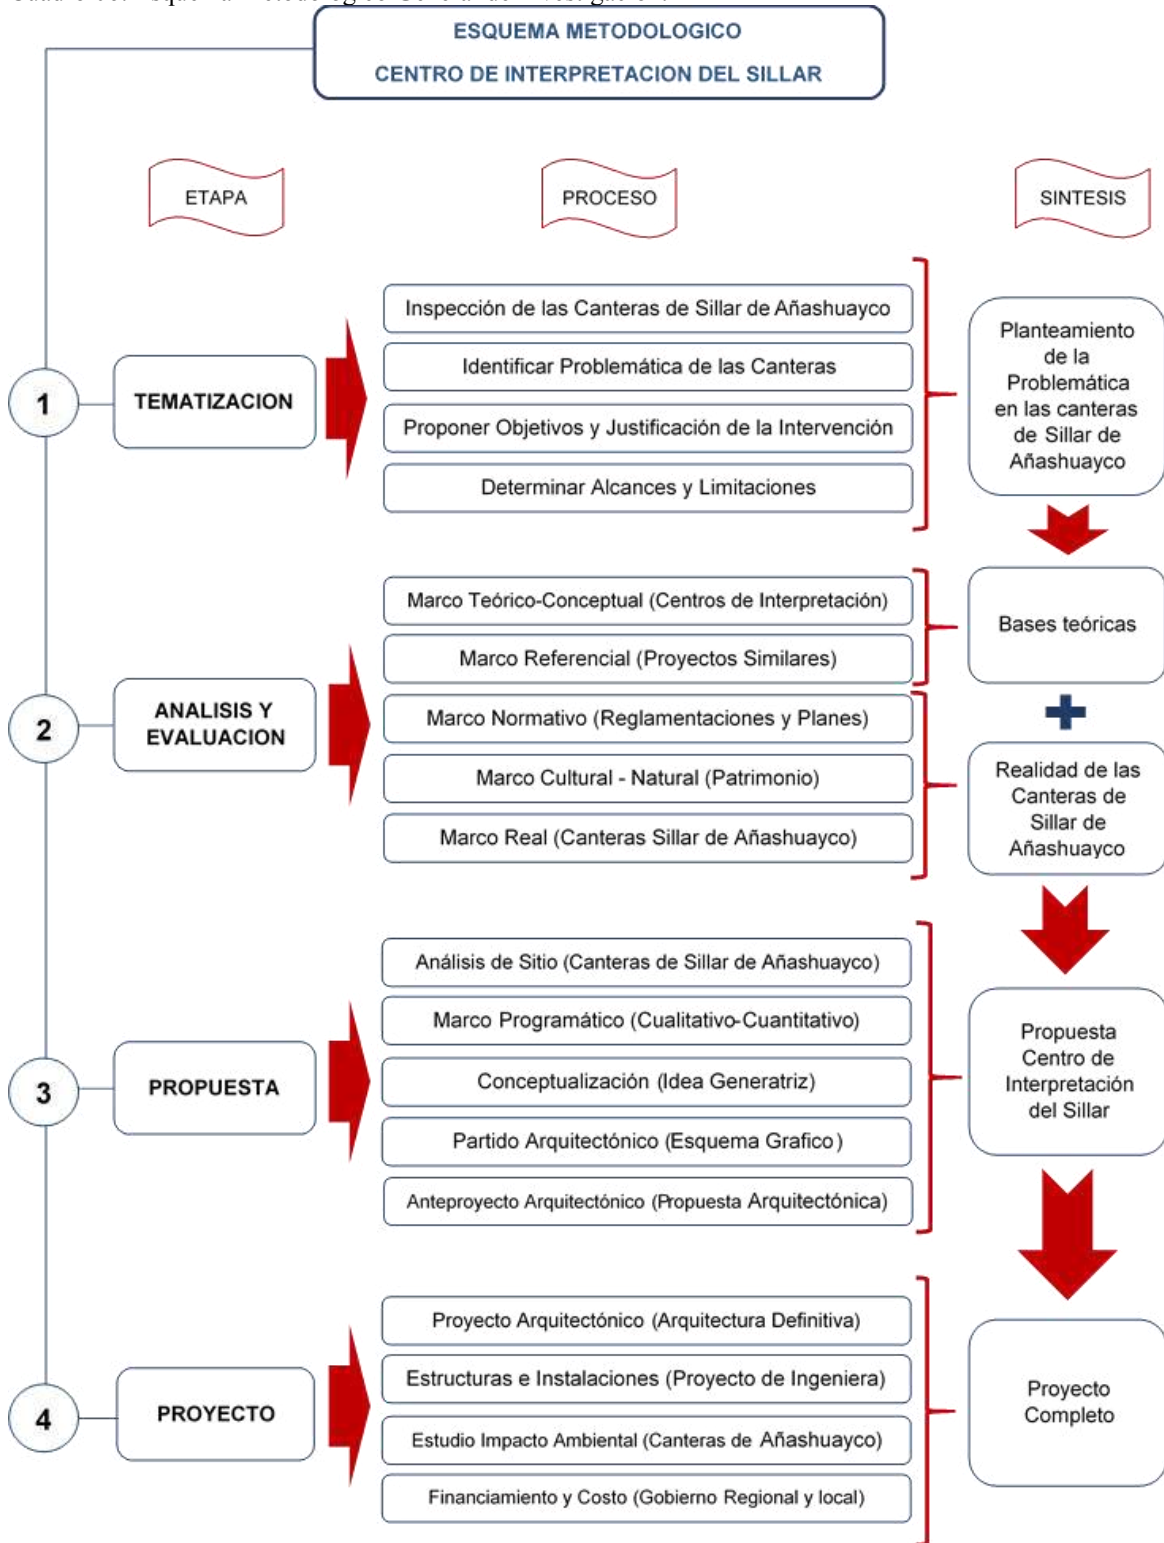 ESQUEMA METODOLOGICO
CENTRO DE INTERPRETACION DEL SILLAR
ETAPA
PROCESO
SINTESIS
1
TEMATIZACION
Inspección de las Canteras de Sillar de Añashuayco
Identificar Problemática de las Canteras
Proponer Objetivos y Justificación de la Intervención
Determinar Alcances y Limitaciones
Planteamiento
de la
Problemática
en las canteras
de Sillar de
Añashuayco
2
ANALISIS Y
EVALUACION
Marco Teórico-Conceptual (Centros de Interpretación)
Marco Referencial (Proyectos Similares)
Marco Normativo (Reglamentaciones y Planes)
Marco Cultural - Natural (Patrimonio)
Marco Real (Canteras Sillar de Añashuayco)
Bases teóricas
Realidad de las
Canteras de
Sillar de
Añashuayco
3
PROPUESTA
Análisis de Sitio (Canteras de Sillar de Añashuayco)
Marco Programático (Cualitativo-Cuantitativo)
Conceptualización (Idea Generatriz)
Partido Arquitectónico (Esquema Grafico)
Anteproyecto Arquitectónico (Propuesta Arquitectónica)
Propuesta
Centro de
Interpretación
del Sillar
4
PROYECTO
Proyecto Arquitectónico (Arquitectura Definitiva)
Estructuras e Instalaciones (Proyecto de Ingeniera)
Estudio Impacto Ambiental (Canteras de Añashuayco)
Financiamiento y Costo (Gobierno Regional y local)
Proyecto
Completo